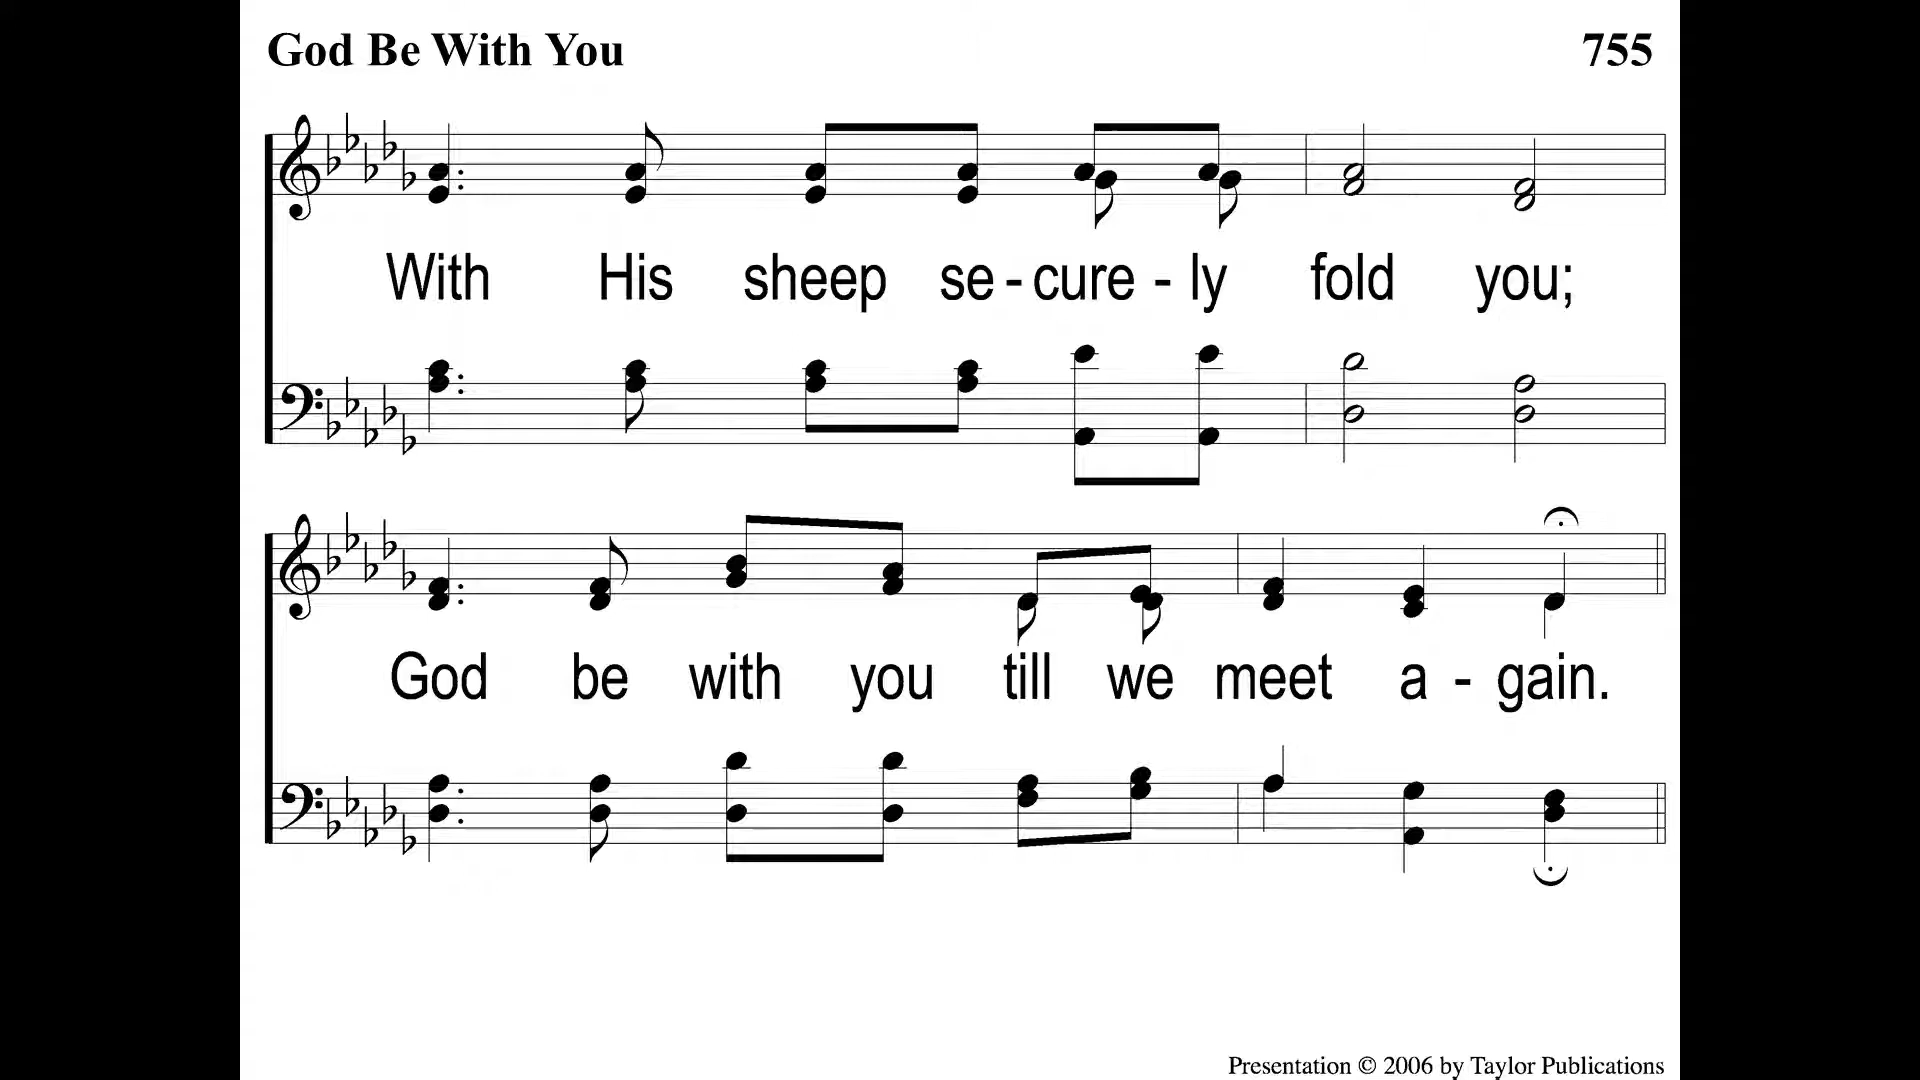 God Be With You 755
With His sheep se - cure - ly fold you;
God be with you till we meet a - gain.
Presentation © 2006 by Taylor Publications